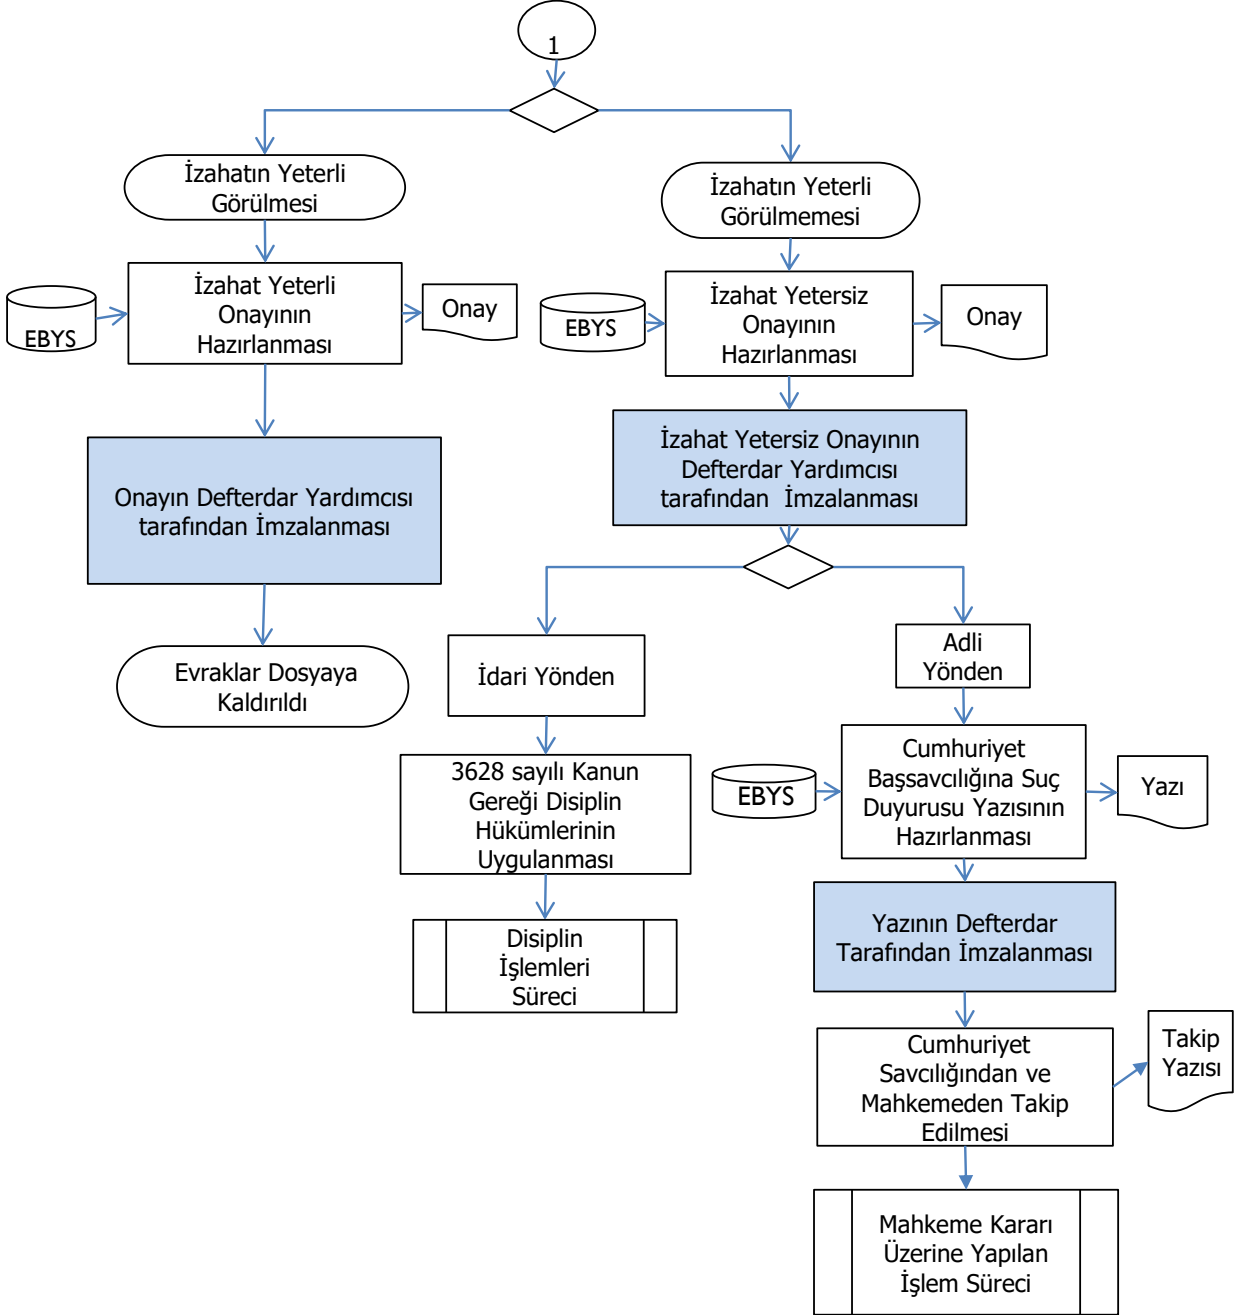 1
İzahatın Yeterli
Görülmesi
İzahatın Yeterli
Görülmemesi
EBYS
İzahat Yeterli
Onayının
Hazırlanması
Onay
EBYS
İzahat Yetersiz
Onayının
Hazırlanması
Onay
Onayın Defterdar Yardımcısı
tarafından İmzalanması
İzahat Yetersiz Onayının
Defterdar Yardımcısı
tarafından İmzalanması
Evraklar Dosyaya
Kaldırıldı
İdari Yönden
Adli
Yönden
3628 sayılı Kanun
Gereği Disiplin
Hükümlerinin
Uygulanması
EBYS
Cumhuriyet
Başsavcılığına Suç
Duyurusu Yazısının
Hazırlanması
Yazı
Disiplin
İşlemleri
Süreci
Yazının Defterdar
Tarafından İmzalanması
Cumhuriyet
Savcılığından ve
Mahkemeden Takip
Edilmesi
Takip
Yazısı
Mahkeme Kararı
Üzerine Yapılan
İşlem Süreci